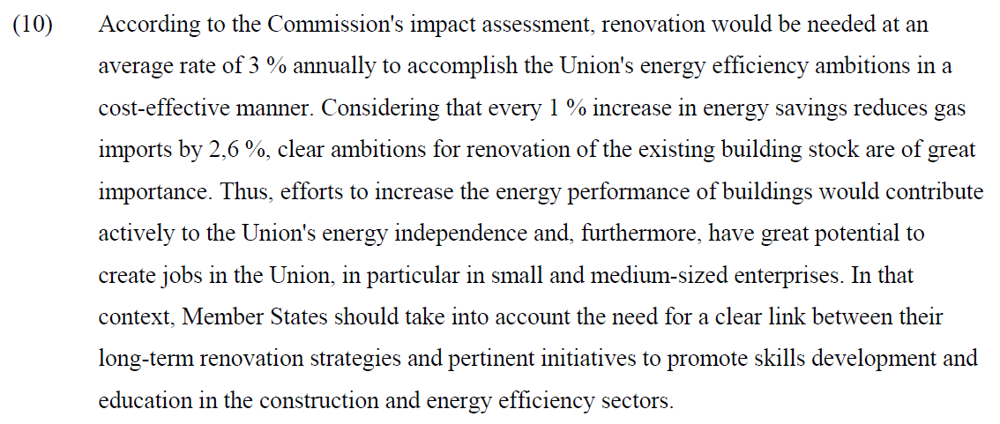 (10) According to the Commission's impact assessment, renovation would be needed at an
average rate of 3 % annually to accomplish the Union's energy efficiency ambitions in a
cost-effective manner. Considering that every 1 % increase in energy savings reduces gas
imports by 2,6 %, clear ambitions for renovation of the existing building stock are of great
importance. Thus, efforts to increase the energy performance of buildings would contribute
actively to the Union's energy independence and, furthermore, have great potential to
create jobs in the Union, in particular in small and medium-sized enterprises. In that
context, Member States should take into account the need for a clear link between their
long-term renovation strategies and pertinent initiatives to promote skills development and
education in the construction and energy efficiency sectors.